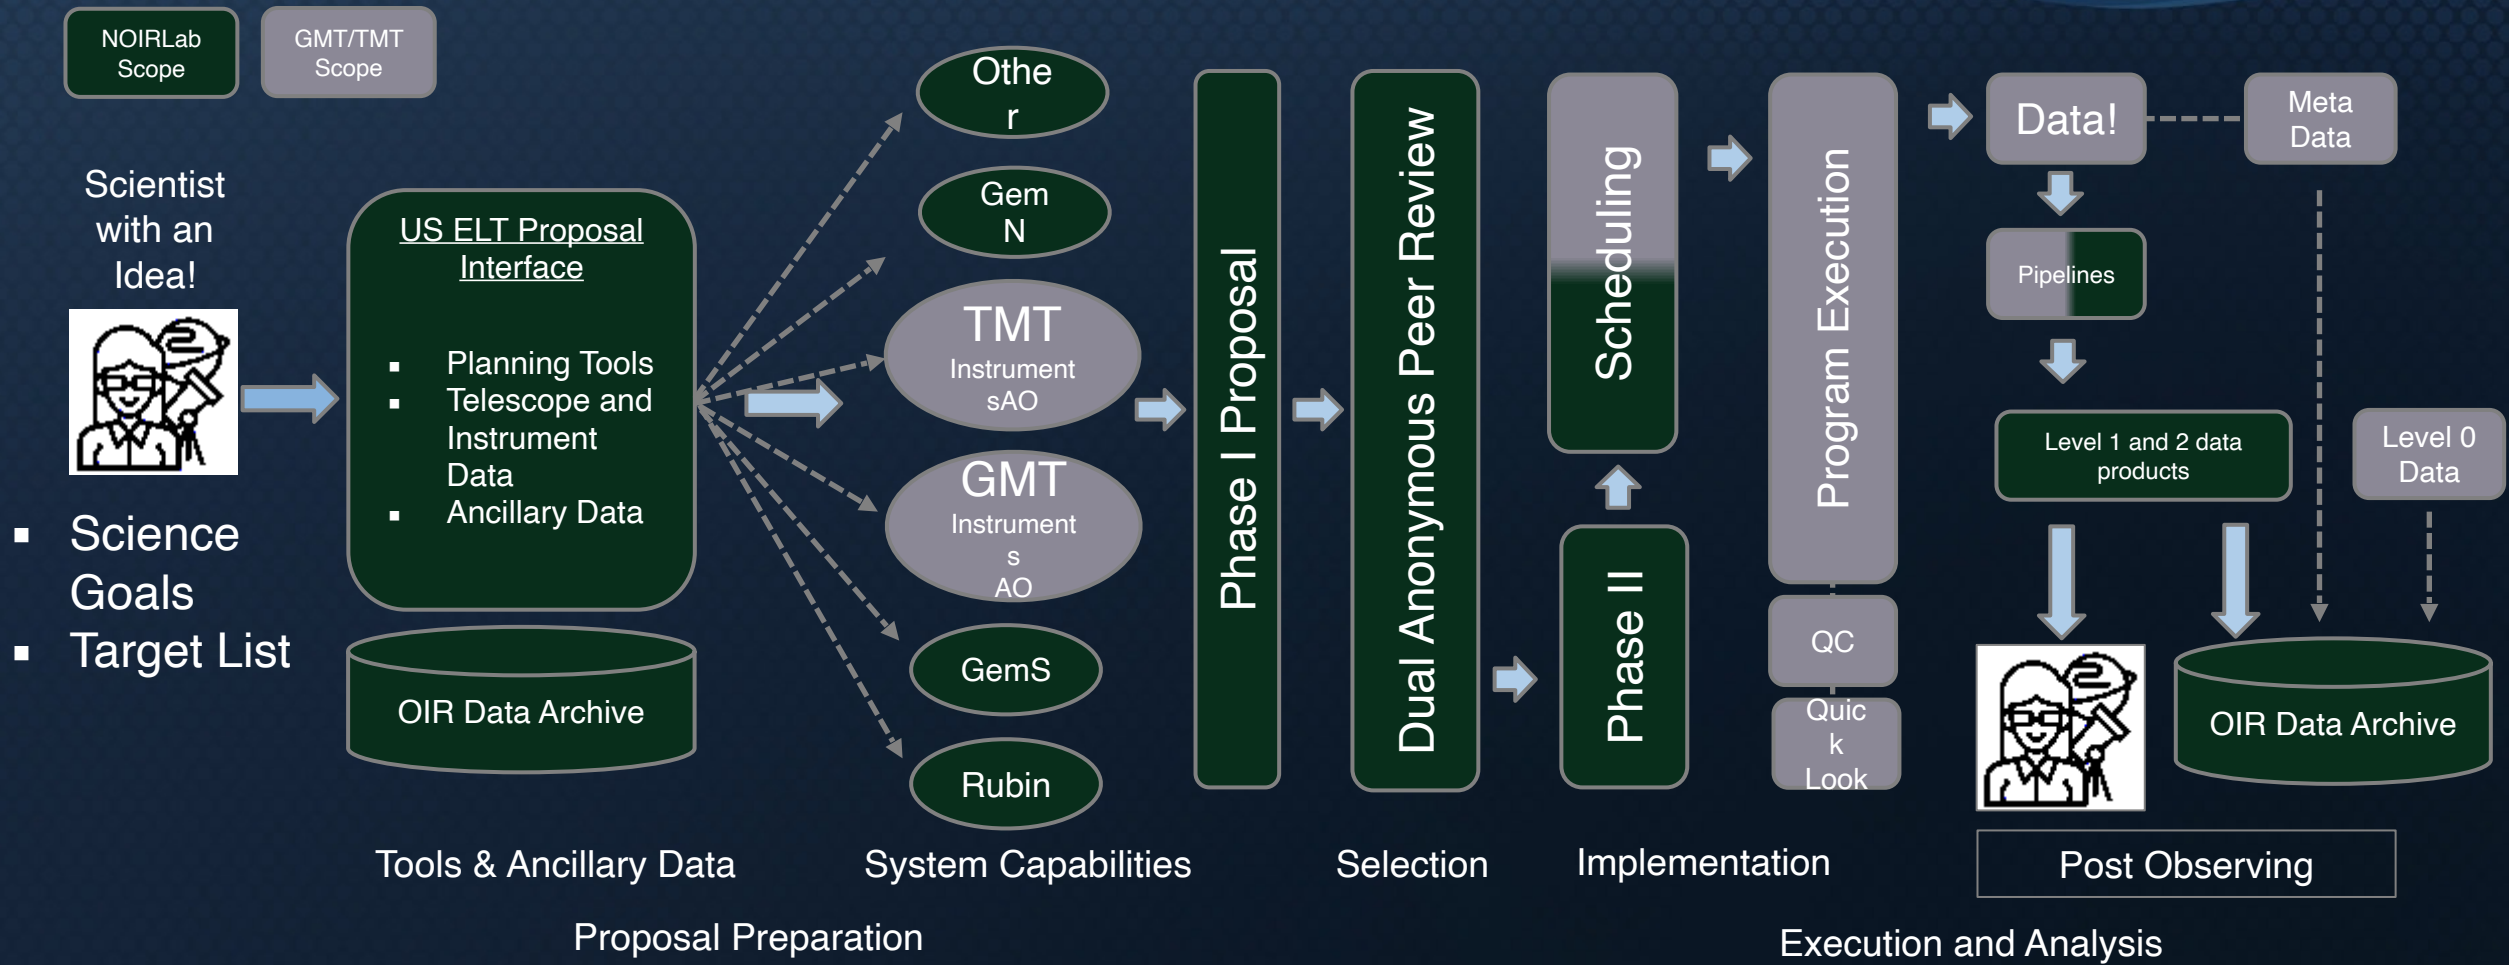 NOIRLab
Scope
GMT/TMT
Scope
Scientist
with an
Idea!
▪ Science
Goals
▪ Target List
US ELT Proposal
Interface
▪ Planning Tools
▪ Telescope and
Instrument
Data
▪ Ancillary Data
OIR Data Archive
Othe
r
Gem
N
TMT
Instrument
sAO
GMT
Instrument
s
AO
GemS
Rubin
Phase I Proposal
Dual Anonymous Peer Review
Scheduling
Phase II
Program Execution
QC
Quic
k
Look
Data!
Meta
Data
Pipelines
Level 1 and 2 data
products
Level 0
Data
OIR Data Archive
Tools & Ancillary Data
System Capabilities
Selection
Implementation
Post Observing
Proposal Preparation
Execution and Analysis